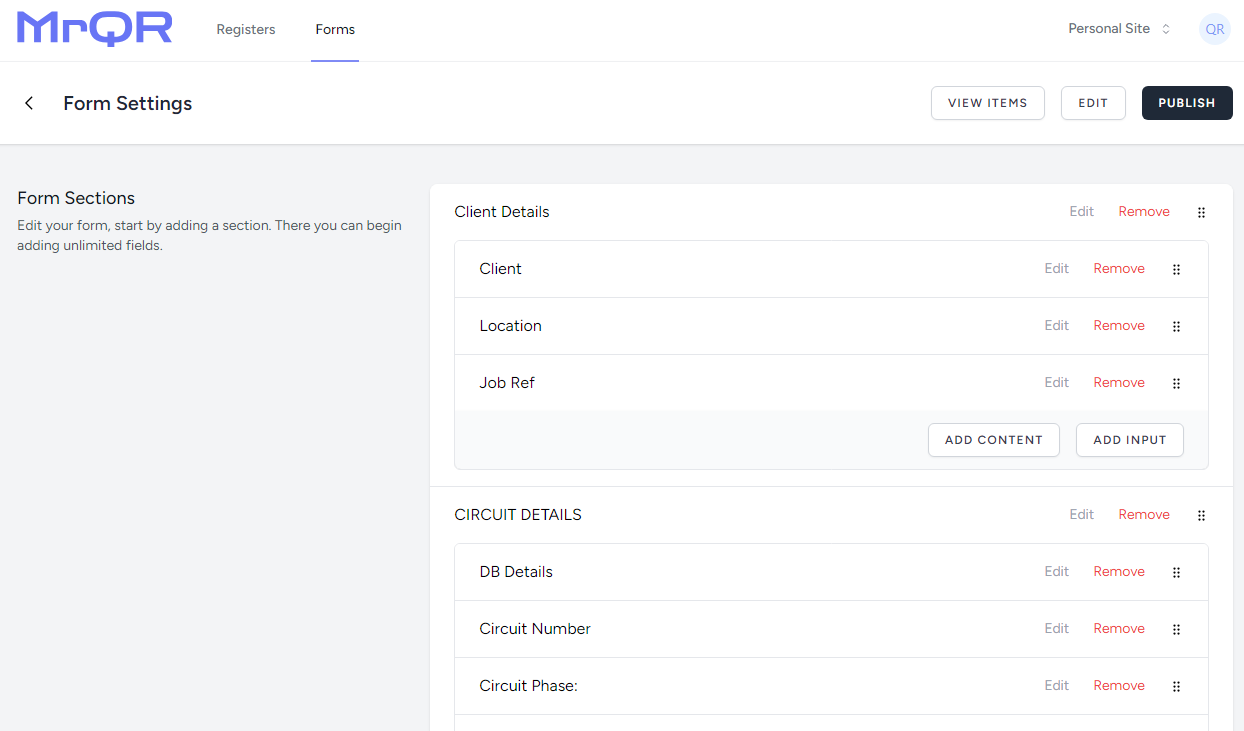 MrQR
Registers
Forms
Personal Site
QR
Form Settings
VIEW ITEMS
EDIT
PUBLISH
Form Sections
Edit your form, start by adding a section. There you can begin
adding unlimited fields.
Client Details
Edit
Remove
Client
Edit
Remove
Location
Edit
Remove
Job Ref
Edit
Remove
ADD CONTENT
ADD INPUT
CIRCUIT DETAILS
Edit
Remove
DB Details
Edit
Remove
Circuit Number
Edit
Remove
Circuit Phase:
Edit
Remove